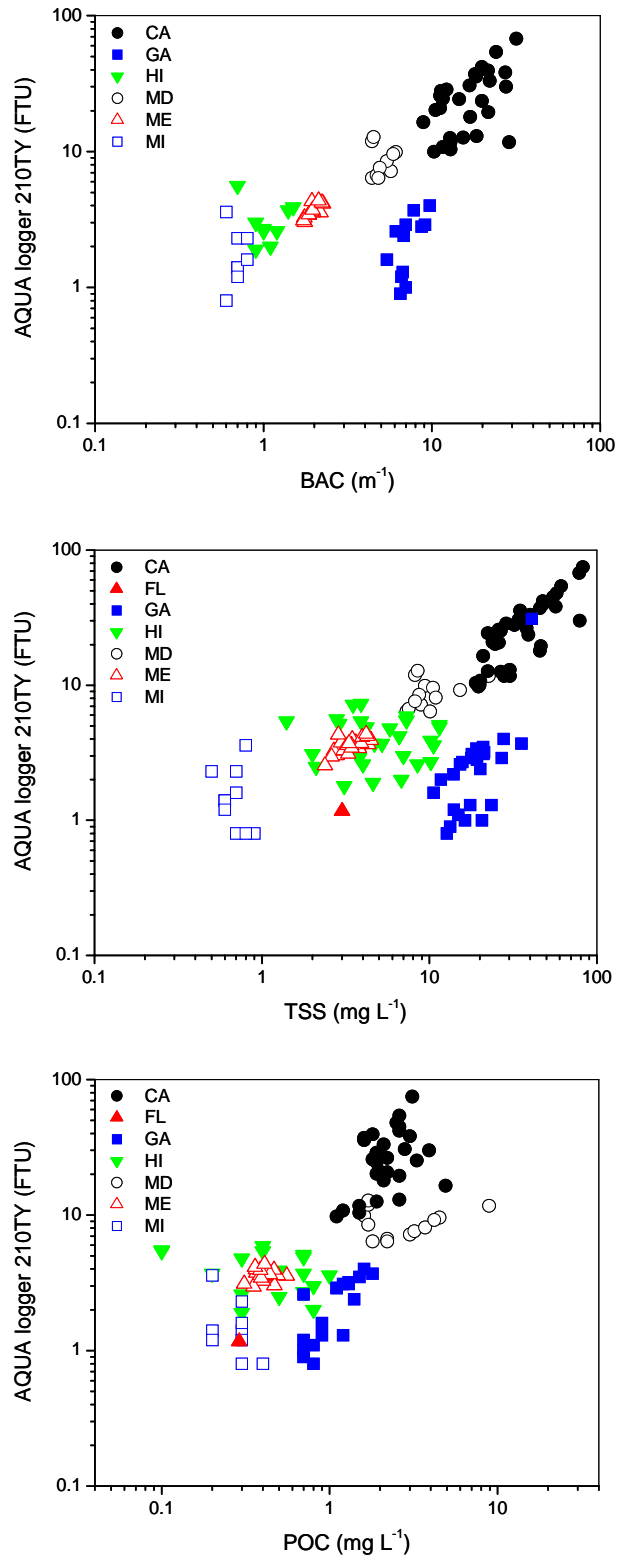 100
10
1
0.1
AQUA logger 210TY (FTU)
CA
GA
HI
MD
ME
MI
0.1 1 10 100
BAC (m⁻¹)
100
10
1
0.1
AQUA logger 210TY (FTU)
CA
FL
GA
HI
MD
ME
MI
0.1 1 10 100
TSS (mg L⁻¹)
100
10
1
0.1
AQUA logger 210TY (FTU)
CA
FL
GA
HI
MD
ME
MI
0.1 1 10
POC (mg L⁻¹)